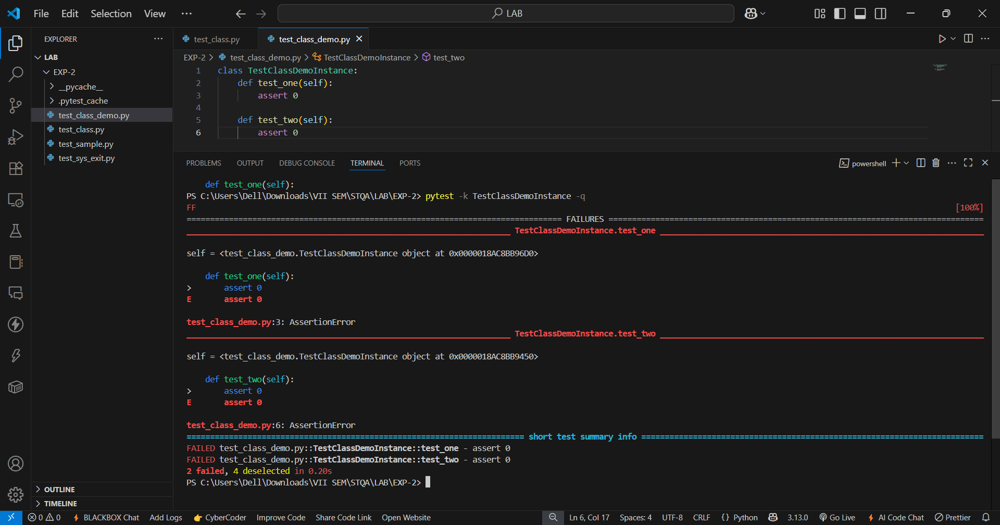 File Edit Selection View ···
LAB
EXPLORER ···
LAB
EXP-2
__pycache__
.pytest_cache
test_class_demo.py
test_class.py
test_sample.py
test_sys_exit.py
OUTLINE
TIMELINE
test_class.py
test_class_demo.py
EXP-2 > test_class_demo.py > TestClassDemoInstance > test_two
1 class TestClassDemoInstance:
2 def test_one(self):
3 assert 0
4
5 def test_two(self):
6 assert 0
PROBLEMS OUTPUT DEBUG CONSOLE TERMINAL PORTS
powershell
def test_one(self):
PS C:\Users\Dell\Downloads\VII SEM\STQA\LAB\EXP-2> pytest -k TestClassDemoInstance -q
FF [100%]
================================================================================ FAILURES ================================================================================
_____________________________________________________________________ TestClassDemoInstance.test_one _____________________________________________________________________
self = <test_class_demo.TestClassDemoInstance object at 0x0000018AC8BB96D0>
def test_one(self):
> assert 0
E assert 0
test_class_demo.py:3: AssertionError
_____________________________________________________________________ TestClassDemoInstance.test_two _____________________________________________________________________
self = <test_class_demo.TestClassDemoInstance object at 0x0000018AC8BB9450>
def test_two(self):
> assert 0
E assert 0
test_class_demo.py:6: AssertionError
======================================================================== short test summary info =========================================================================
FAILED test_class_demo.py::TestClassDemoInstance::test_one - assert 0
FAILED test_class_demo.py::TestClassDemoInstance::test_two - assert 0
2 failed, 4 deselected in 0.20s
PS C:\Users\Dell\Downloads\VII SEM\STQA\LAB\EXP-2>
0 0 BLACKBOX Chat Add Logs CyberCoder Improve Code Share Code Link Open Website Ln 6, Col 17 Spaces: 4 UTF-8 CRLF {} Python 3.13.0 Go Live AI Code Chat Prettier